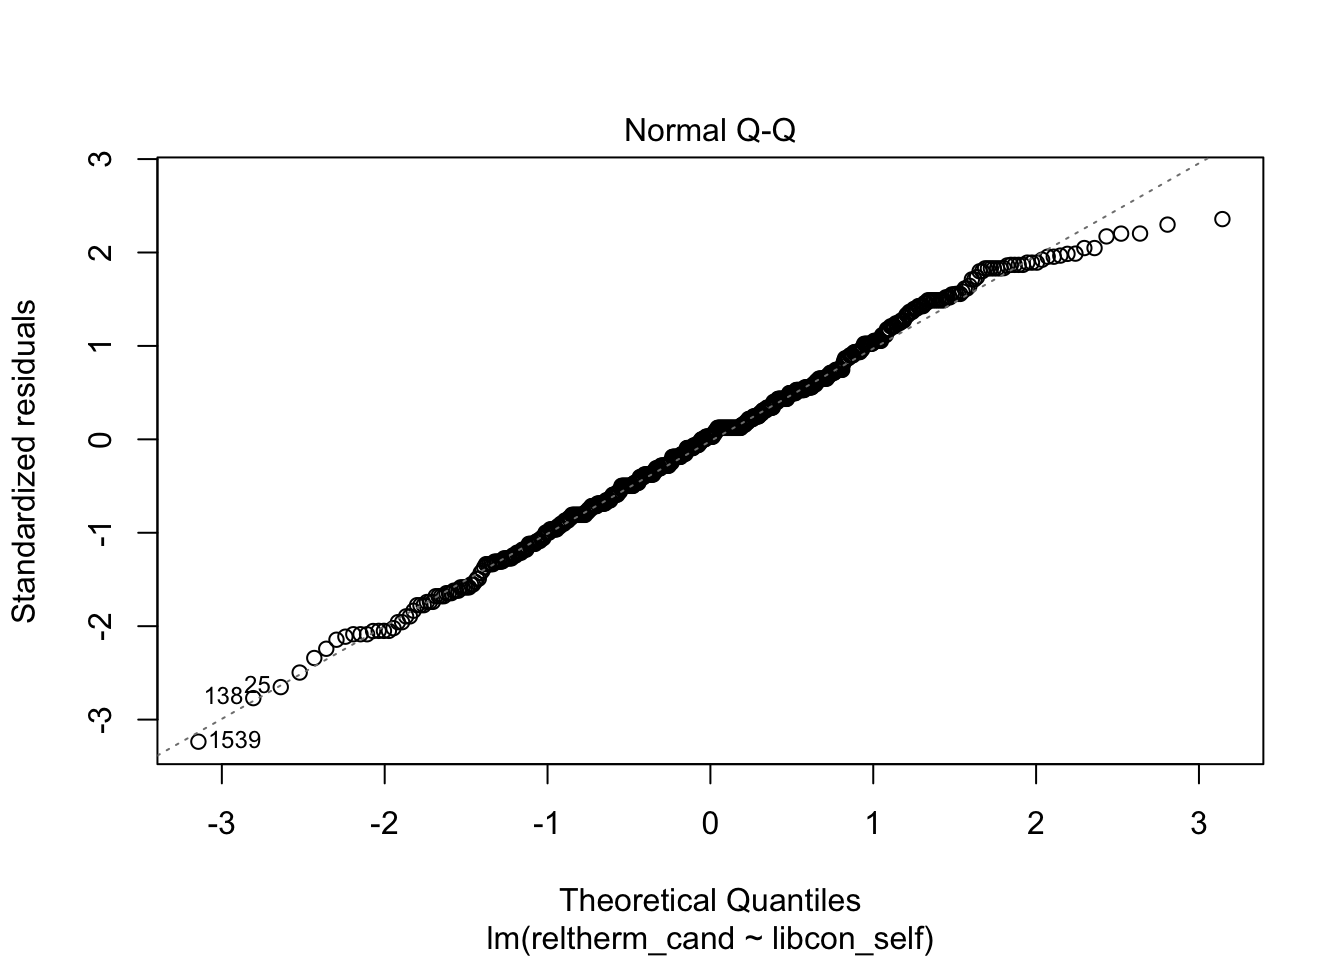 Normal Q-Q
Standardized residuals
3
2
1
0
-1
-2
-3
25
138
1539
-3 -2 -1 0 1 2 3
Theoretical Quantiles
lm(reltherm_cand ~ libcon_self)